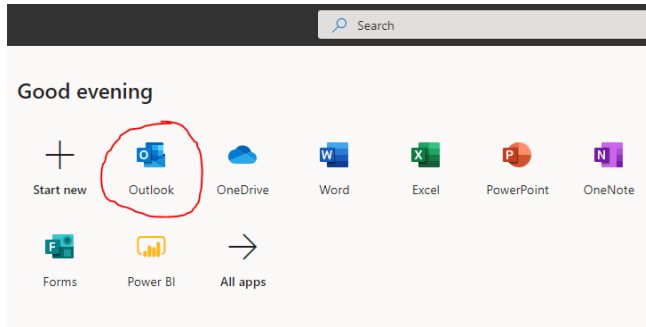 Search
Good evening
Start new Outlook OneDrive Word Excel PowerPoint OneNote
Forms Power BI All apps